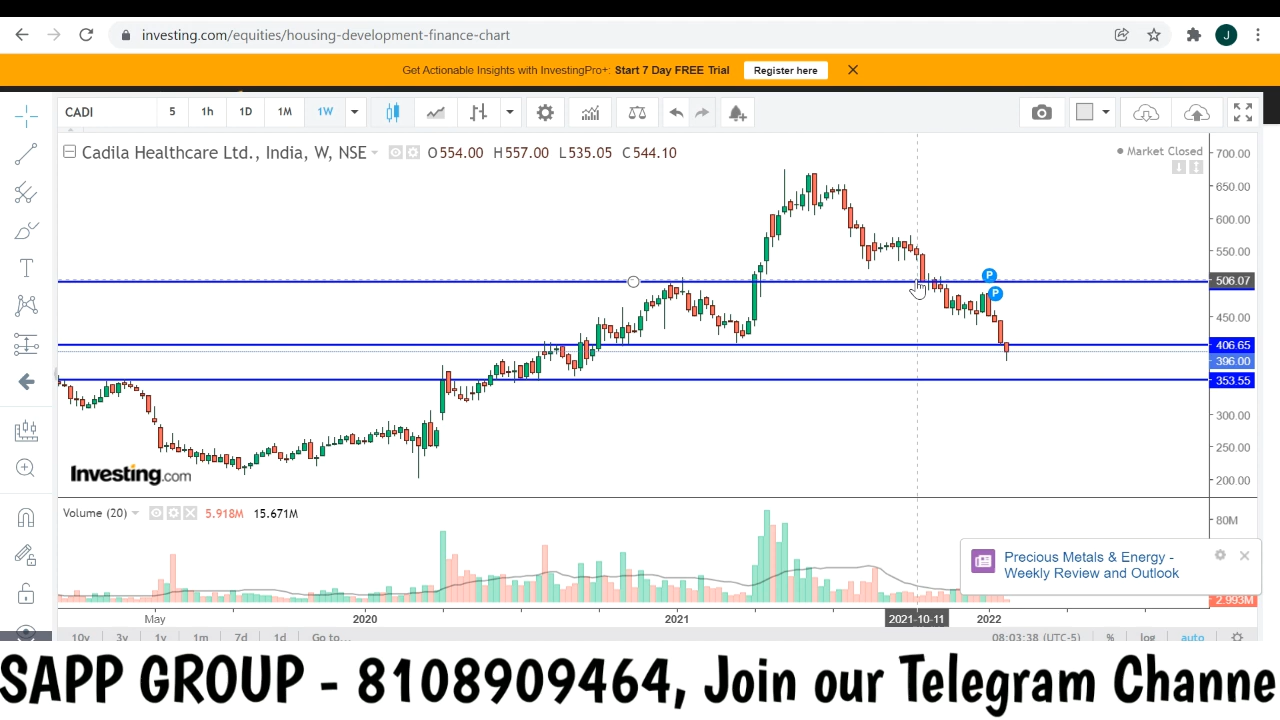 investing.com/equities/housing-development-finance-chart
J
Get Actionable Insights with InvestingPro+: Start 7 Day FREE Trial
Register here
CADI 5 1h 1D 1M 1W
Cadila Healthcare Ltd., India, W, NSE O554.00 H557.00 L535.05 C544.10
Market Closed
700.00
650.00
600.00
550.00
506.07
450.00
406.65
396.00
353.55
300.00
250.00
200.00
P
P
T
Investing.com
Volume (20) 5.918M 15.671M
80M
Precious Metals & Energy -
Weekly Review and Outlook
2.993M
May 2020 2021 2021-10-11 2022
10y 3y 1y 1m 7d 1d Go to... 08:03:38 (UTC-5) % log auto
SAPP GROUP - 8108909464, Join our Telegram Channe